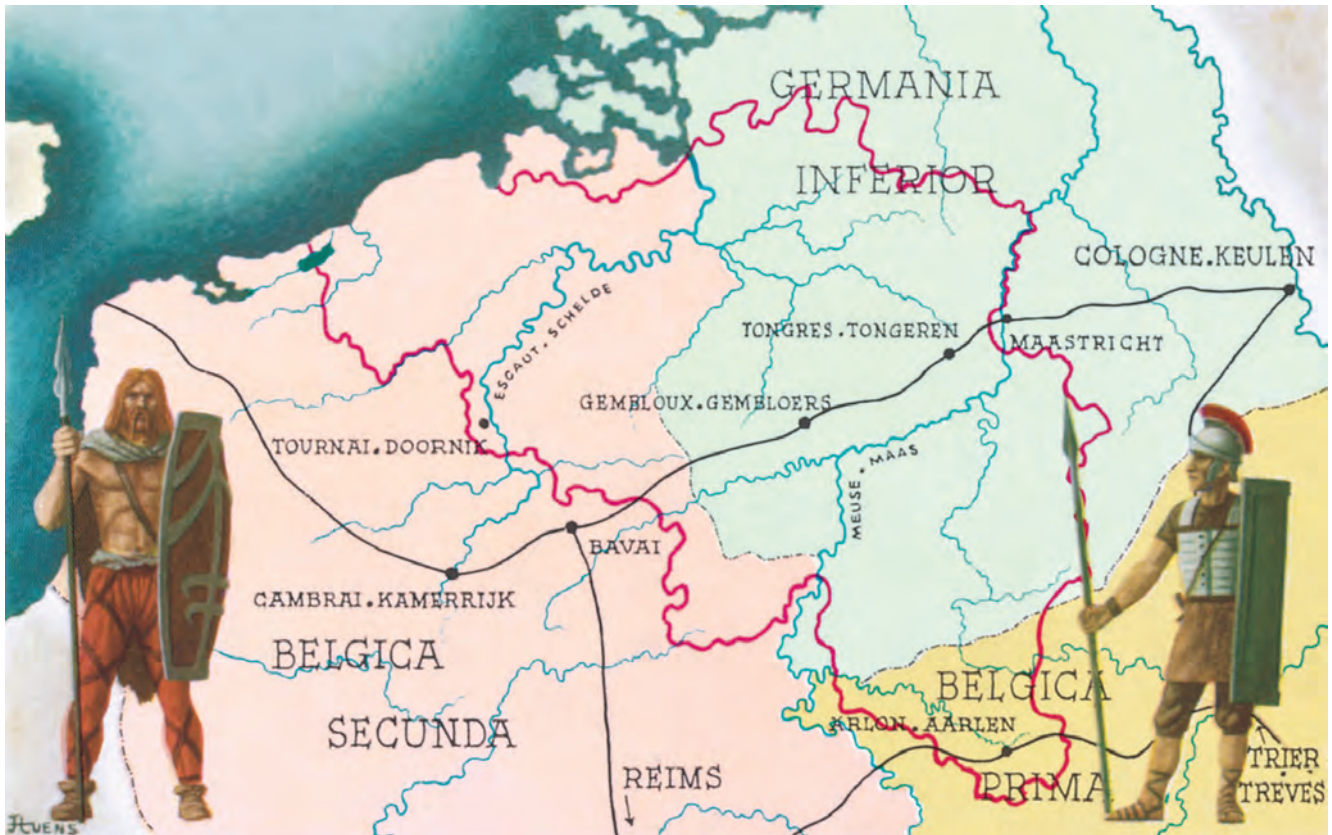 GERMANIA
INFERIOR
COLOGNE.KEULEN
ESCAUT.SCHELDE
TONGRES.TONGEREN
MAASTRICHT
GEMBLOUX.GEMBLOERS
TOURNAI.DOORNIK
MEUSE.MAAS
BAVAI
CAMBRAI.KAMERRIJK
BELGICA
SECUNDA
BELGICA
ARLON.AARLEN
PRIMA
REIMS
TRIER
TRÈVES